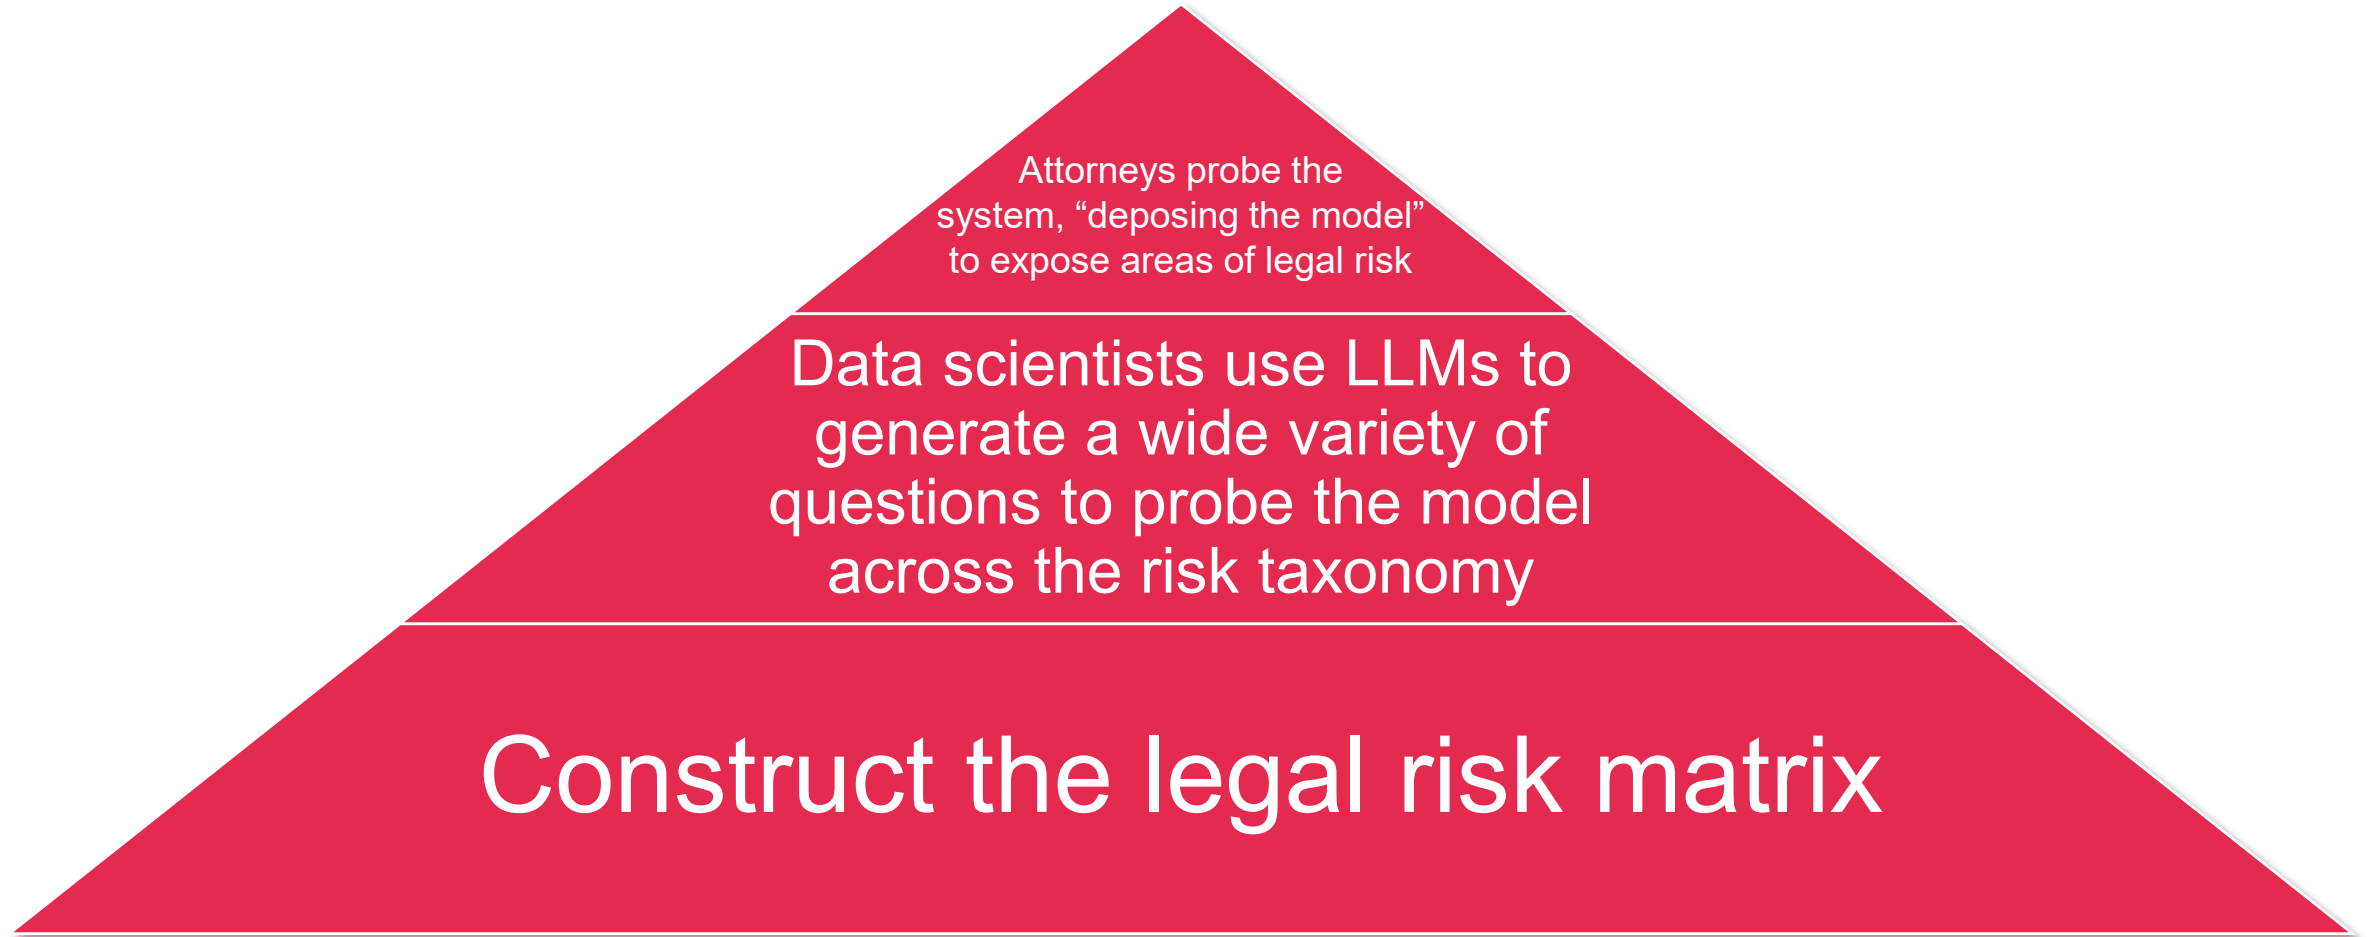 Attorneys probe the
system, “deposing the model”
to expose areas of legal risk
Data scientists use LLMs to
generate a wide variety of
questions to probe the model
across the risk taxonomy
Construct the legal risk matrix